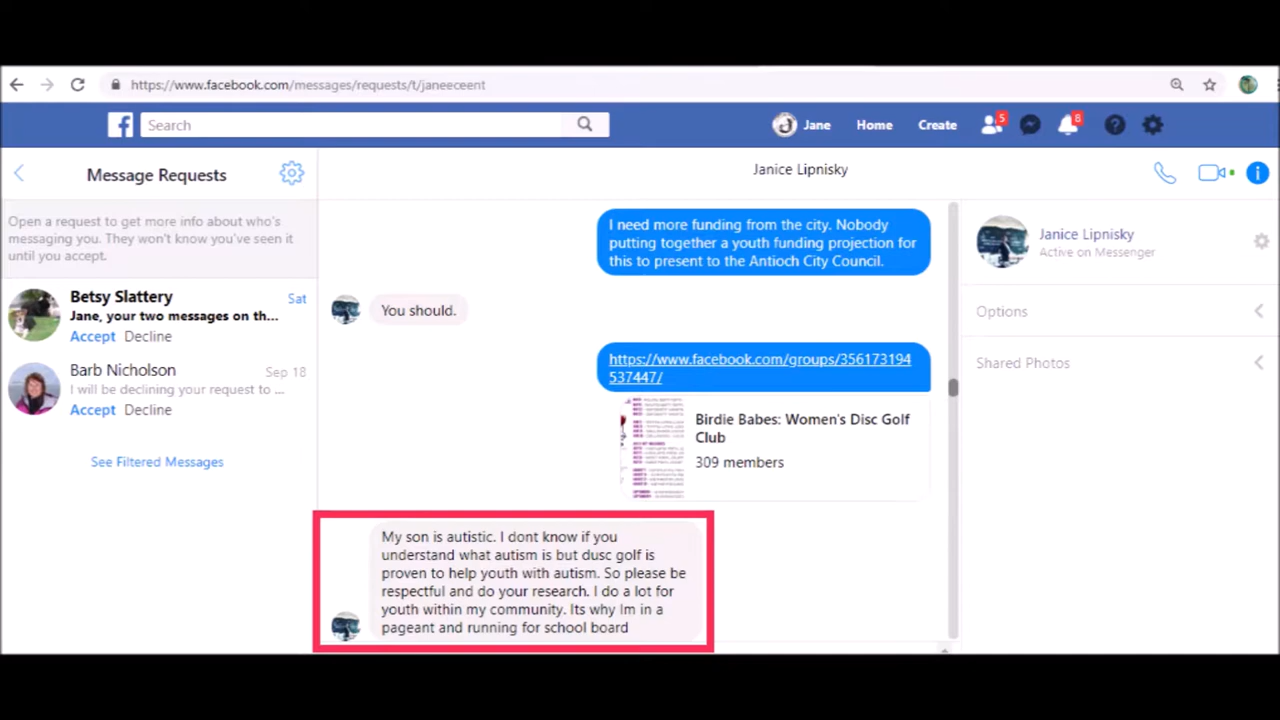 https://www.facebook.com/messages/requests/t/janeeceent
Search
Jane
Home
Create
5
8
Message Requests
Open a request to get more info about who's
messaging you. They won't know you've seen it
until you accept.
Betsy Slattery
Sat
Jane, your two messages on th...
Accept Decline
Barb Nicholson
Sep 18
I will be declining your request to ...
Accept Decline
See Filtered Messages
Janice Lipnisky
I need more funding from the city. Nobody
putting together a youth funding projection for
this to present to the Antioch City Council.
You should.
https://www.facebook.com/groups/356173194
537447/
Birdie Babes: Women's Disc Golf
Club
309 members
My son is autistic. I dont know if you
understand what autism is but dusc golf is
proven to help youth with autism. So please be
respectful and do your research. I do a lot for
youth within my community. Its why Im in a
pageant and running for school board
Janice Lipnisky
Active on Messenger
Options
Shared Photos